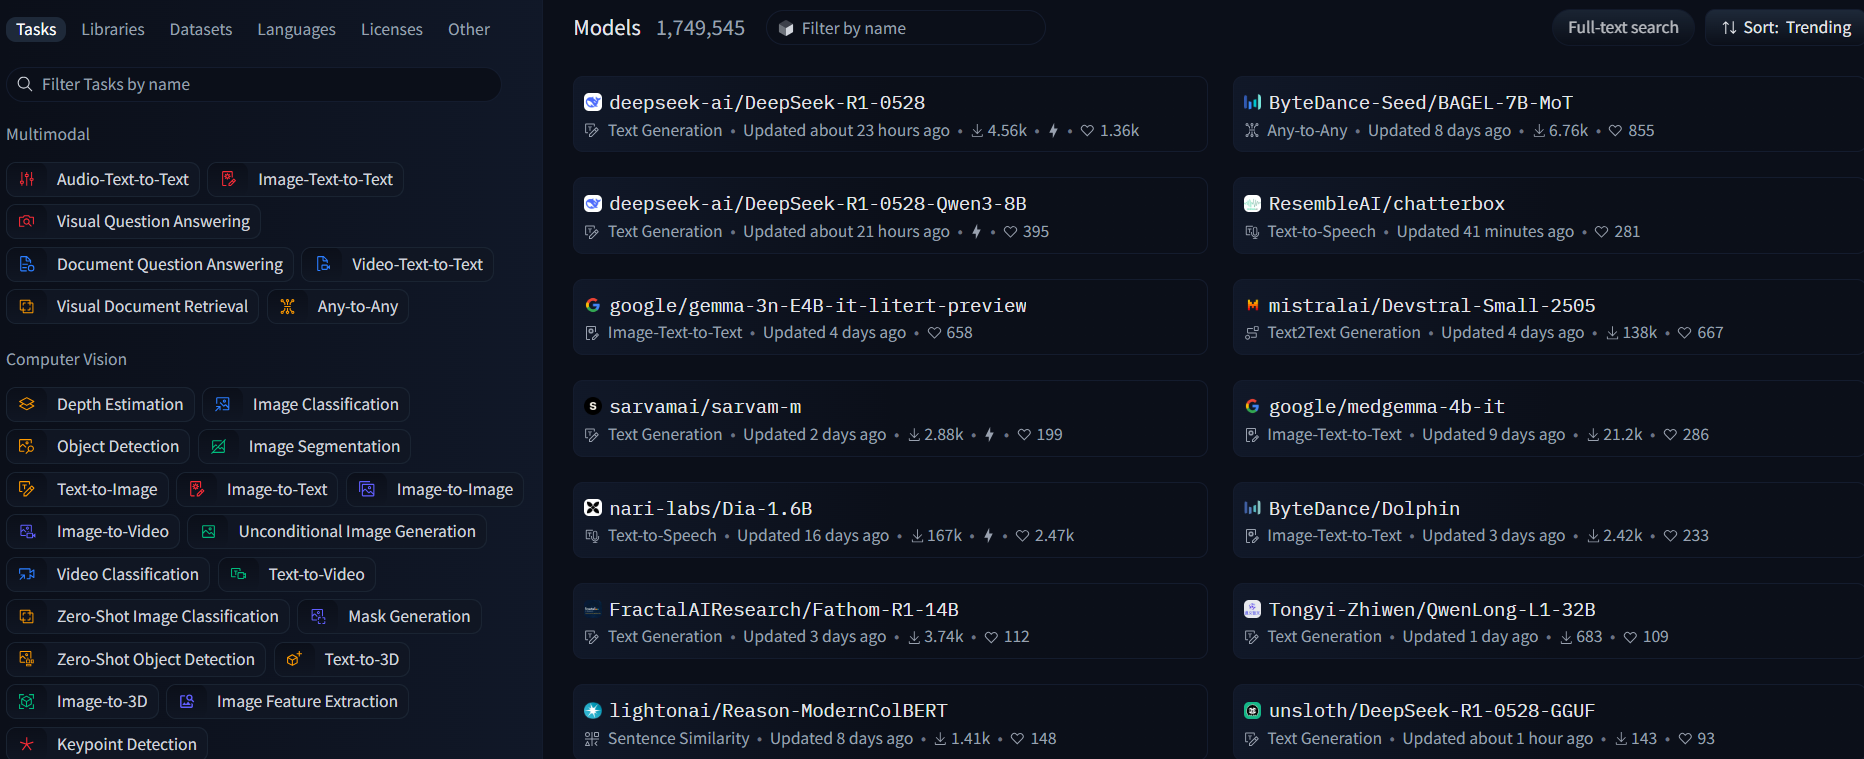 Tasks Libraries Datasets Languages Licenses Other
Filter Tasks by name
Multimodal
Audio-Text-to-Text Image-Text-to-Text
Visual Question Answering
Document Question Answering Video-Text-to-Text
Visual Document Retrieval Any-to-Any
Computer Vision
Depth Estimation Image Classification
Object Detection Image Segmentation
Text-to-Image Image-to-Text Image-to-Image
Image-to-Video Unconditional Image Generation
Video Classification Text-to-Video
Zero-Shot Image Classification Mask Generation
Zero-Shot Object Detection Text-to-3D
Image-to-3D Image Feature Extraction
Keypoint Detection
Models 1,749,545 Filter by name Full-text search Sort: Trending
deepseek-ai/DeepSeek-R1-0528
Text Generation • Updated about 23 hours ago • 4.56k • • 1.36k
ByteDance-Seed/BAGEL-7B-MoT
Any-to-Any • Updated 8 days ago • 6.76k • 855
deepseek-ai/DeepSeek-R1-0528-Qwen3-8B
Text Generation • Updated about 21 hours ago • • 395
ResembleAI/chatterbox
Text-to-Speech • Updated 41 minutes ago • 281
google/gemma-3n-E4B-it-litert-preview
Image-Text-to-Text • Updated 4 days ago • 658
mistralai/Devstral-Small-2505
Text2Text Generation • Updated 4 days ago • 138k • 667
sarvamai/sarvam-m
Text Generation • Updated 2 days ago • 2.88k • • 199
google/medgemma-4b-it
Image-Text-to-Text • Updated 9 days ago • 21.2k • 286
nari-labs/Dia-1.6B
Text-to-Speech • Updated 16 days ago • 167k • • 2.47k
ByteDance/Dolphin
Image-Text-to-Text • Updated 3 days ago • 2.42k • 233
FractalAIResearch/Fathom-R1-14B
Text Generation • Updated 3 days ago • 3.74k • 112
Tongyi-Zhiwen/QwenLong-L1-32B
Text Generation • Updated 1 day ago • 683 • 109
lightonai/Reason-ModernColBERT
Sentence Similarity • Updated 8 days ago • 1.41k • 148
unsloth/DeepSeek-R1-0528-GGUF
Text Generation • Updated about 1 hour ago • 143 • 93